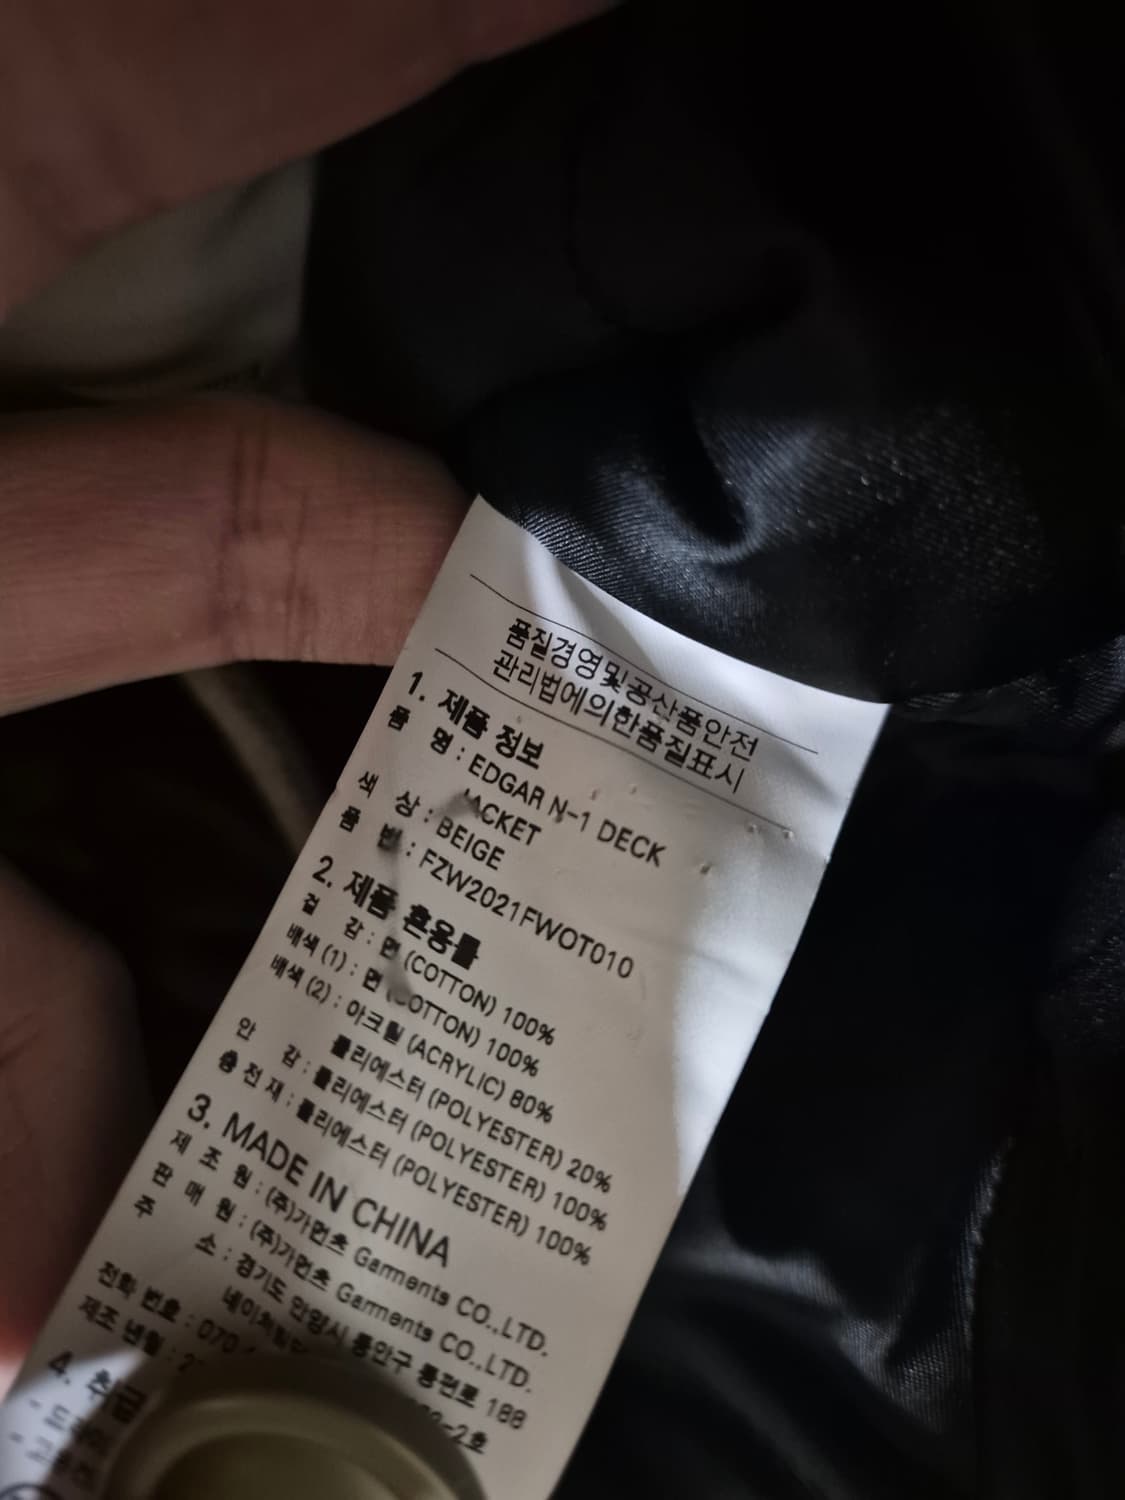 품질경영및공산품안전
관리법에의한품질표시
1. 제품 정보
품 명 : EDGAR N-1 DECK
JACKET
색 상 : BEIGE
품 번 : FZW2021FWOT010
2. 제품 혼용률
겉 감 : 면 (COTTON) 100%
배색 (1) : 면 (COTTON) 100%
배색 (2) : 아크릴 (ACRYLIC) 80%
폴리에스터 (POLYESTER) 20%
안 감 : 폴리에스터 (POLYESTER) 100%
충 전 재 : 폴리에스터 (POLYESTER) 100%
3. MADE IN CHINA
제 조 원 : (주)가먼츠 Garments CO.,LTD.
판 매 원 : (주)가먼츠 Garments CO.,LTD.
주 소 : 경기도 안양시 동안구 동편로 188
-2호
전화 번호 : 070
제조 년월 : 2
4. 취급